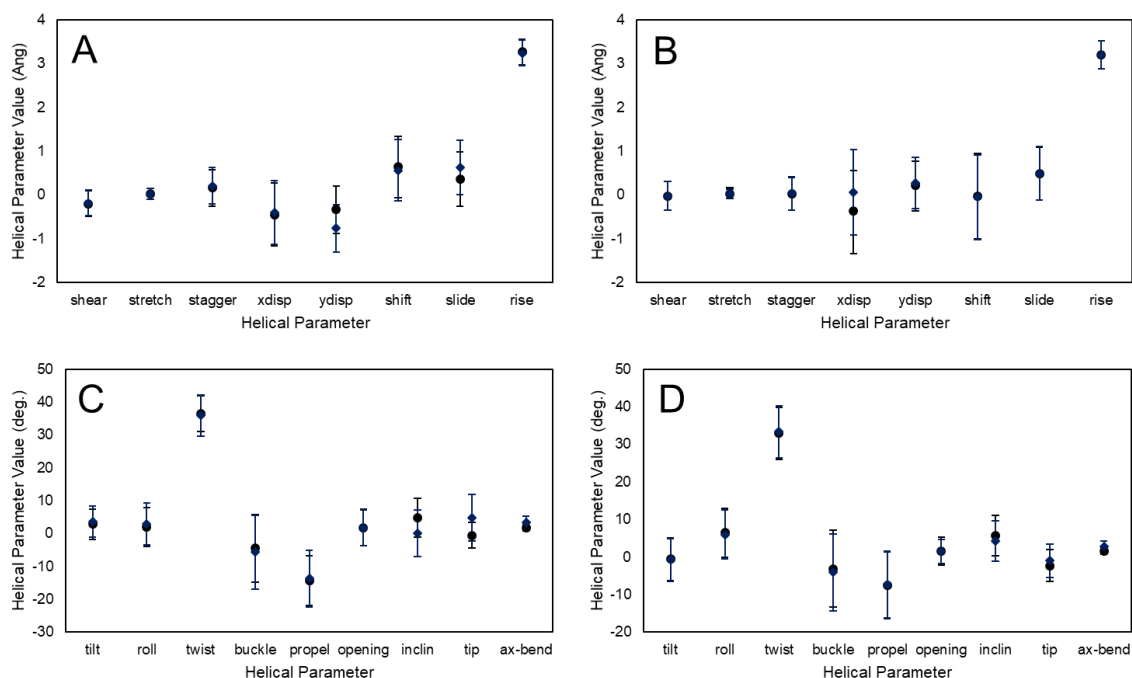 A
Helical Parameter Value (Ang)
4
3
2
1
0
-1
-2
shear stretch stagger xdisp ydisp shift slide rise
Helical Parameter
B
Helical Parameter Value (Ang)
4
3
2
1
0
-1
-2
shear stretch stagger xdisp ydisp shift slide rise
Helical Parameter
C
Helical Parameter Value (deg.)
50
40
30
20
10
0
-10
-20
-30
tilt roll twist buckle propel opening inclin tip ax-bend
Helical Parameter
D
Helical Parameter Value (deg.)
50
40
30
20
10
0
-10
-20
tilt roll twist buckle propel opening inclin tip ax-bend
Helical Parameter